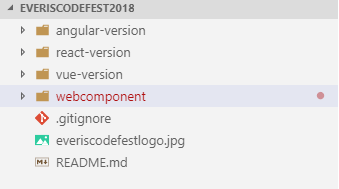 EVERISCODEFEST2018
angular-version
react-version
vue-version
webcomponent
.gitignore
everiscodefestlogo.jpg
README.md